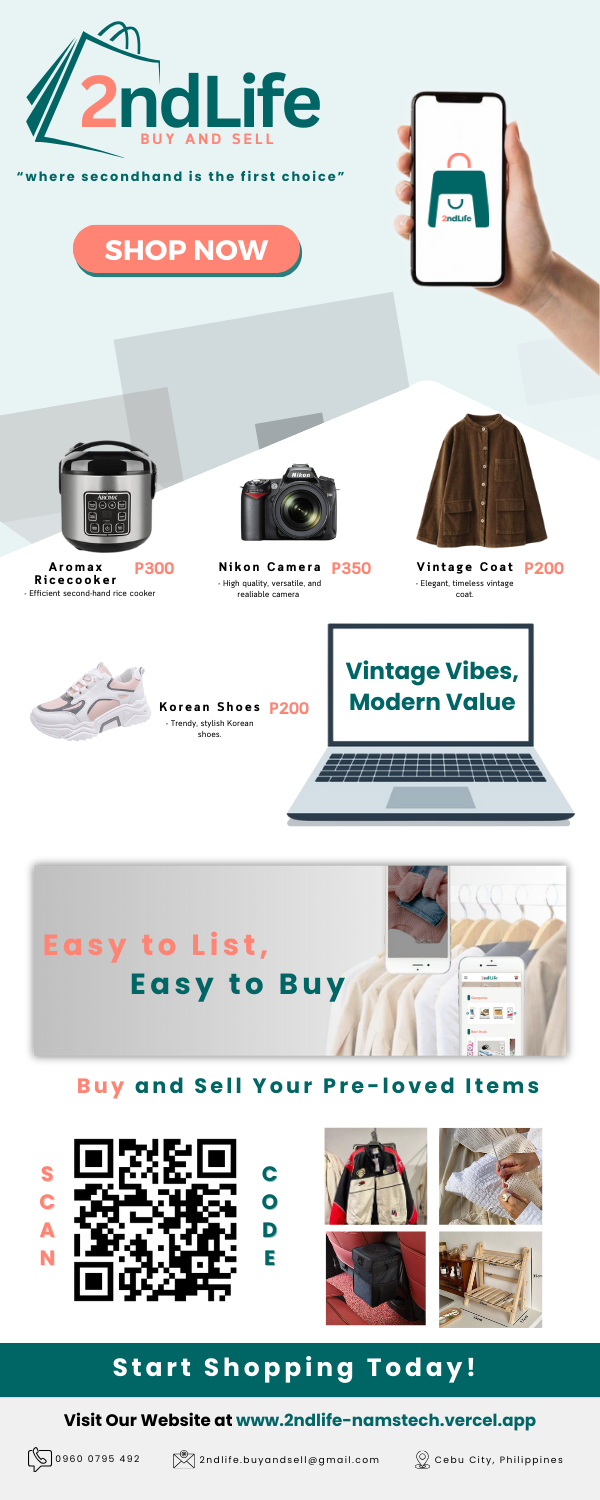 2ndLife
BUY AND SELL
“where secondhand is the first choice”
SHOP NOW
2ndLife
AROMA
Nikon
Aromax
Ricecooker
P300
- Efficient second-hand rice cooker
Nikon Camera P350
- High quality, versatile, and
realiable camera
Vintage Coat P200
- Elegant, timeless vintage
coat.
Korean Shoes P200
- Trendy, stylish Korean
shoes.
Vintage Vibes,
Modern Value
Easy to List,
Easy to Buy
2ndLife
Buy and Sell Your Pre-loved Items
SCAN
CODE
Start Shopping Today!
Visit Our Website at www.2ndlife-namstech.vercel.app
0960 0795 492
2ndlife.buyandsell@gmail.com
Cebu City, Philippines